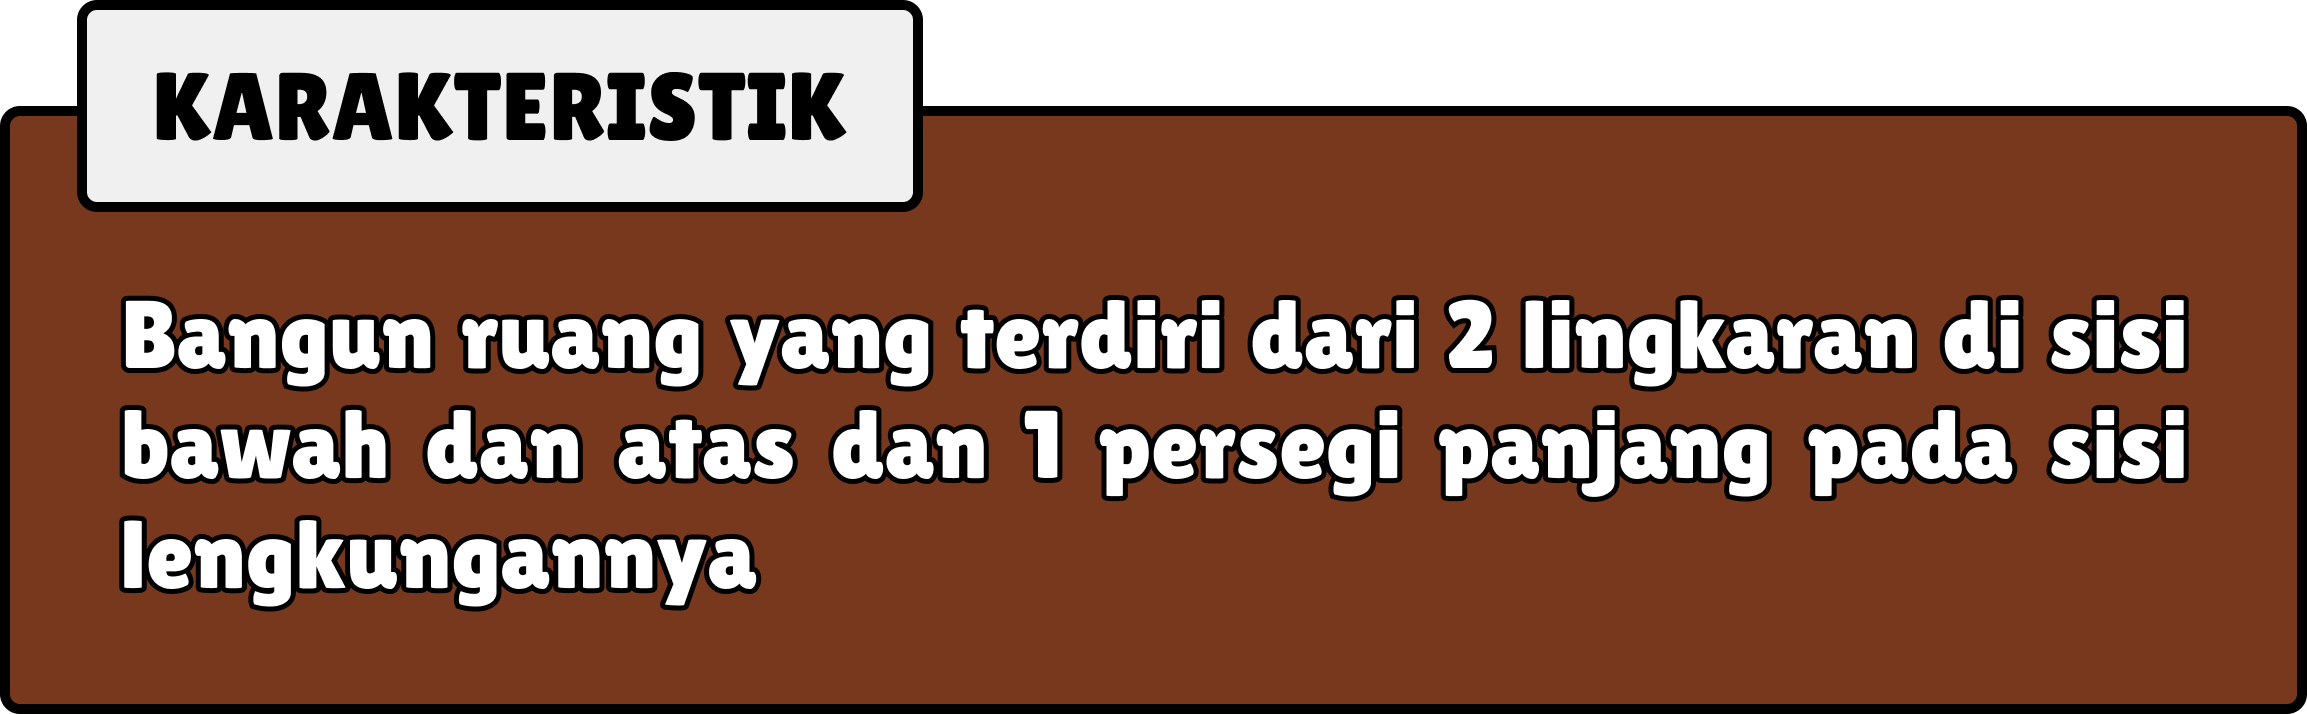 KARAKTERISTIK
Bangun ruang yang terdiri dari 2 lingkaran di sisi
bawah dan atas dan 1 persegi panjang pada sisi
lengkungannya